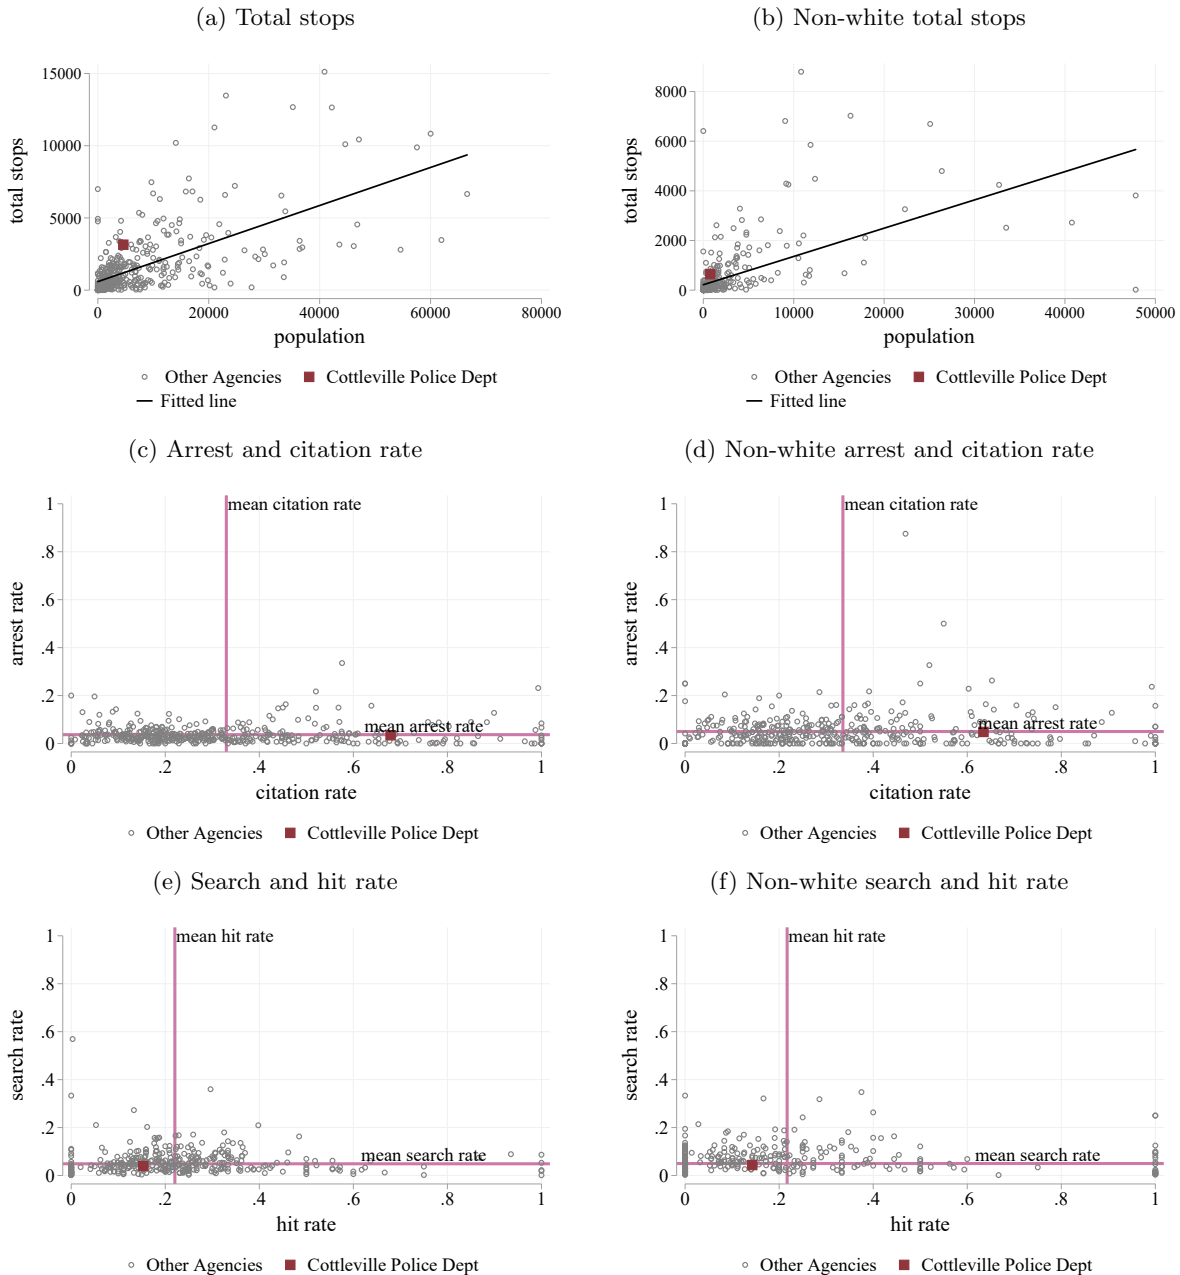 (a) Total stops
15000
10000
5000
0
total stops
0 20000 40000 60000 80000
population
Other Agencies Cottleville Police Dept
Fitted line
(b) Non-white total stops
8000
6000
4000
2000
0
total stops
0 10000 20000 30000 40000 50000
population
Other Agencies Cottleville Police Dept
Fitted line
(c) Arrest and citation rate
1
.8
.6
.4
.2
0
arrest rate
mean citation rate
mean arrest rate
0 .2 .4 .6 .8 1
citation rate
Other Agencies Cottleville Police Dept
(d) Non-white arrest and citation rate
1
.8
.6
.4
.2
0
arrest rate
mean citation rate
mean arrest rate
0 .2 .4 .6 .8 1
citation rate
Other Agencies Cottleville Police Dept
(e) Search and hit rate
1
.8
.6
.4
.2
0
search rate
mean hit rate
mean search rate
0 .2 .4 .6 .8 1
hit rate
Other Agencies Cottleville Police Dept
(f) Non-white search and hit rate
1
.8
.6
.4
.2
0
search rate
mean hit rate
mean search rate
0 .2 .4 .6 .8 1
hit rate
Other Agencies Cottleville Police Dept